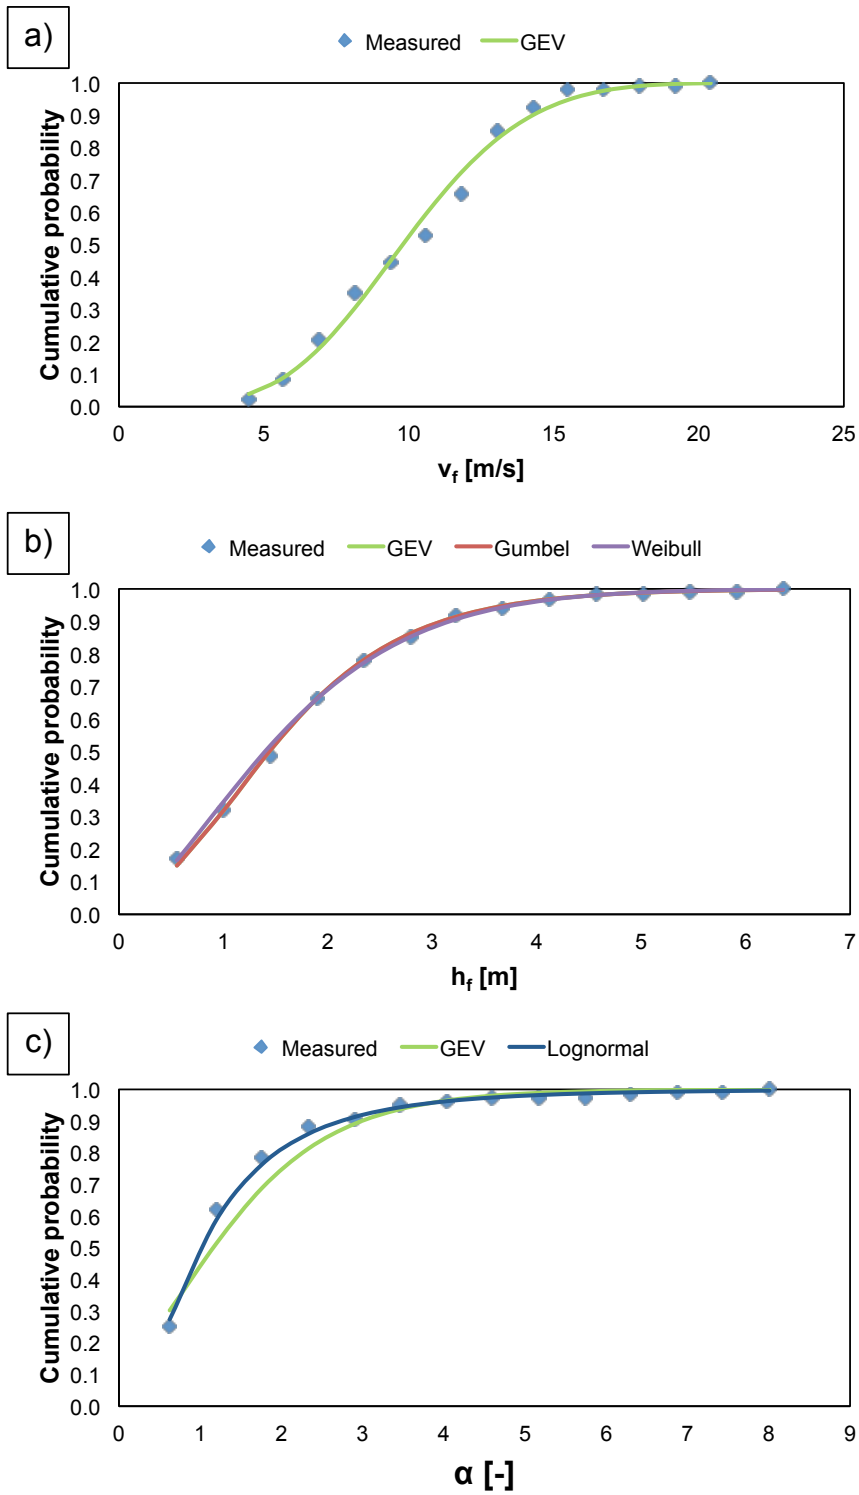 a)
Measured GEV
Cumulative probability
1.0
0.9
0.8
0.7
0.6
0.5
0.4
0.3
0.2
0.1
0.0
0 5 10 15 20 25
v_f [m/s]
b)
Measured GEV Gumbel Weibull
Cumulative probability
1.0
0.9
0.8
0.7
0.6
0.5
0.4
0.3
0.2
0.1
0.0
0 1 2 3 4 5 6 7
h_f [m]
c)
Measured GEV Lognormal
Cumulative probability
1.0
0.9
0.8
0.7
0.6
0.5
0.4
0.3
0.2
0.1
0.0
0 1 2 3 4 5 6 7 8 9
α [-]